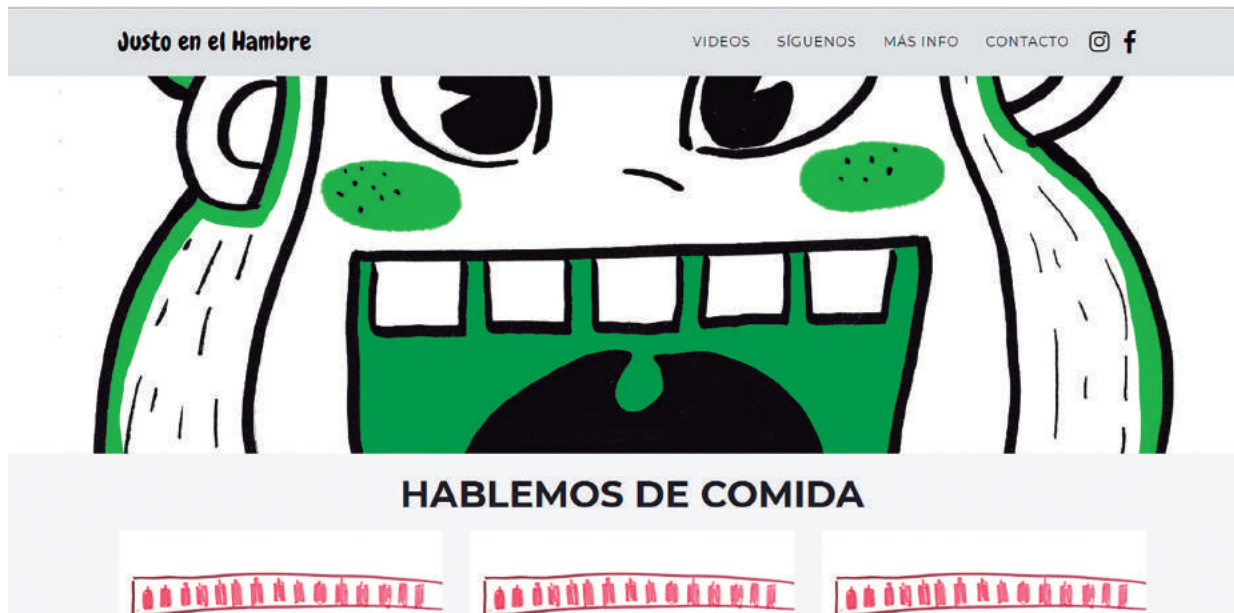 Justo en el Hambre
VIDEOS SÍGUENOS MÁS INFO CONTACTO
HABLEMOS DE COMIDA